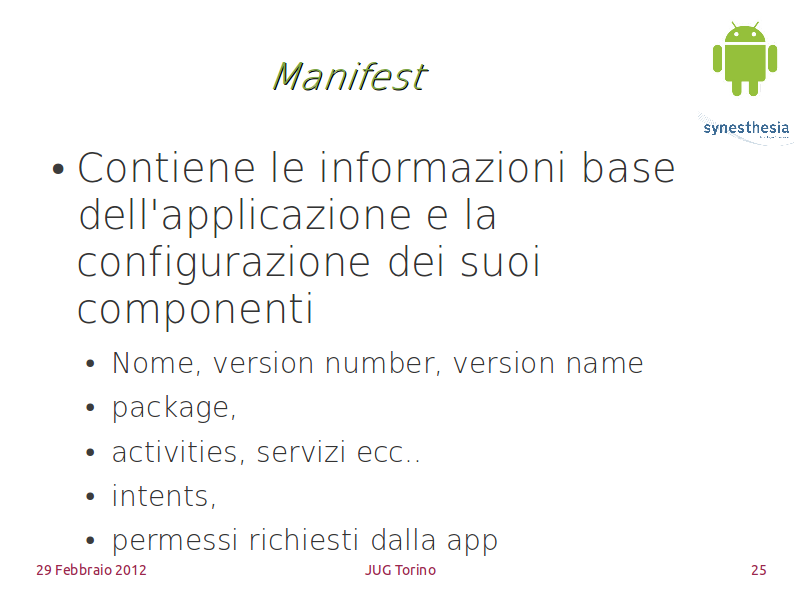 Manifest
synesthesia
• Contiene le informazioni base
dell'applicazione e la
configurazione dei suoi
componenti
• Nome, version number, version name
• package,
• activities, servizi ecc..
• intents,
• permessi richiesti dalla app
29 Febbraio 2012
JUG Torino
25